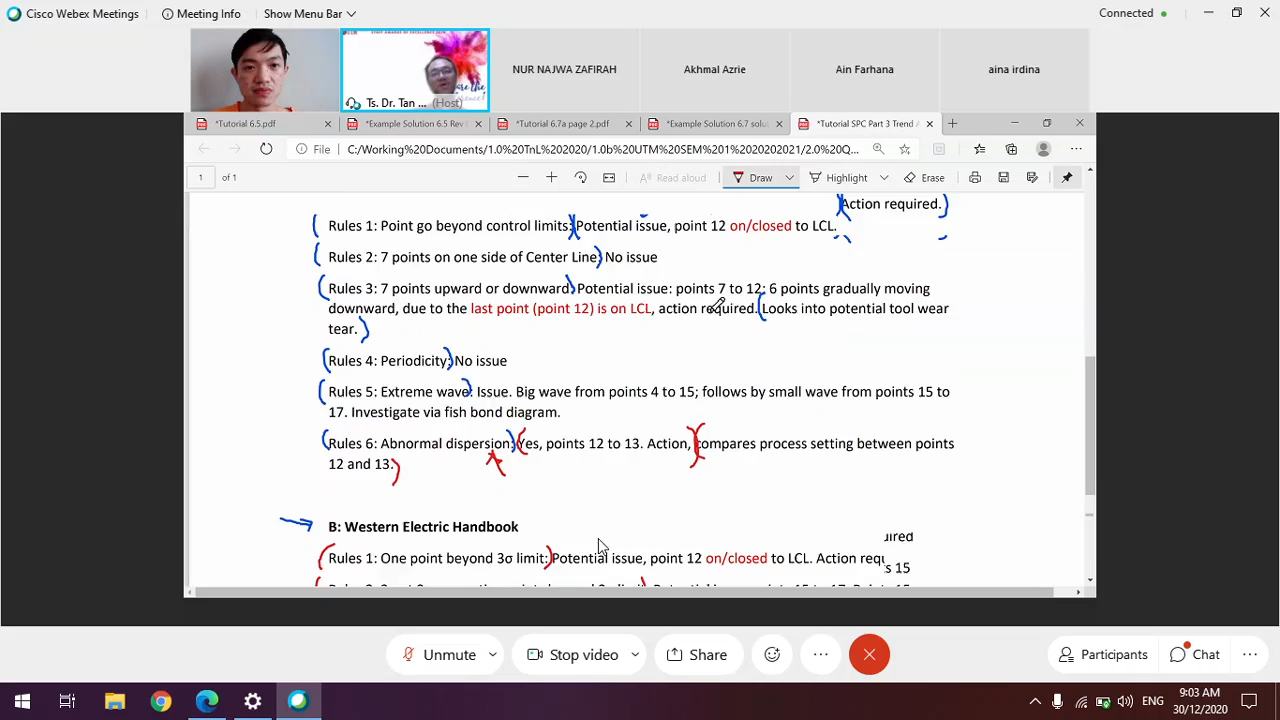 Cisco Webex Meetings Meeting Info Show Menu Bar Connected
NUR NAJWA ZAFIRAH Akhmal Azrie Ain Farhana aina irdina
Ts. Dr. Tan ... (Host)
*Tutorial 6.5.pdf *Example Solution 6.5 Rev *Tutorial 6.7a page 2.pdf *Example Solution 6.7 solu *Tutorial SPC Part 3 Trend A
File C:/Working%20Documents/1.0%20TnL%202020/1.0b%20UTM%20SEM%201%2020202021/2.0%20Q...
1 of 1 Read aloud Draw Highlight Erase
Action required.
Rules 1: Point go beyond control limits: Potential issue, point 12 on/closed to LCL.
Rules 2: 7 points on one side of Center Line: No issue
Rules 3: 7 points upward or downward: Potential issue: points 7 to 12; 6 points gradually moving
downward, due to the last point (point 12) is on LCL, action required. Looks into potential tool wear
tear.
Rules 4: Periodicity: No issue
Rules 5: Extreme wave: Issue. Big wave from points 4 to 15; follows by small wave from points 15 to
17. Investigate via fish bond diagram.
Rules 6: Abnormal dispersion: Yes, points 12 to 13. Action, compares process setting between points
12 and 13.
B: Western Electric Handbook
uired
Rules 1: One point beyond 3σ limit: Potential issue, point 12 on/closed to LCL. Action requ
s 15
Unmute Stop video Share Participants Chat
ENG 9:03 AM
30/12/2020